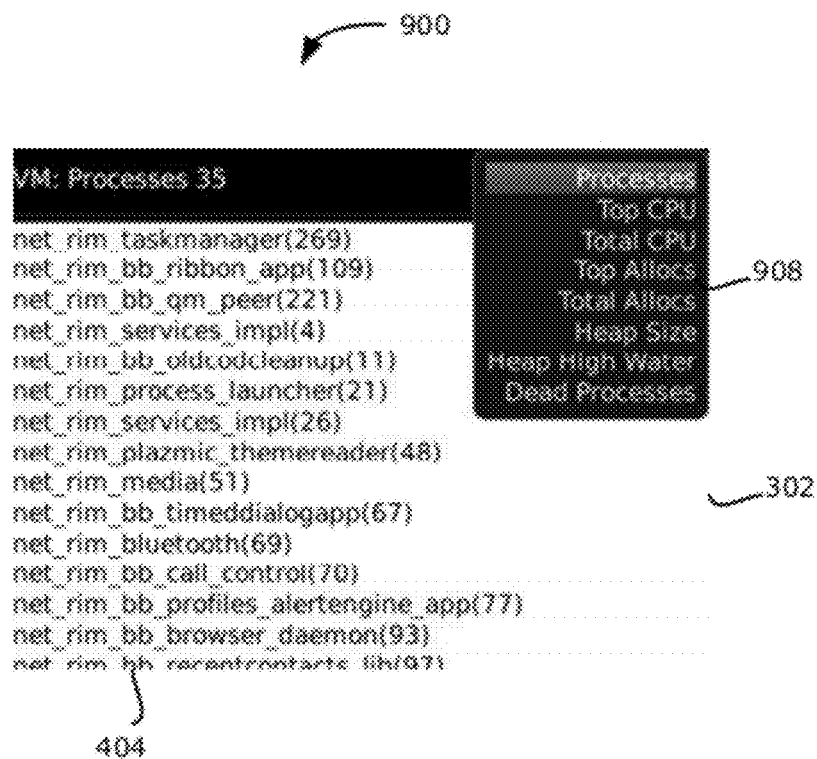 900
VM: Processes 35
Processes
Top CPU
Total CPU
Top Allocs
Total Allocs
Heap Size
Heap High Water
Dead Processes
908
net_rim_taskmanager(269)
net_rim_bb_ribbon_app(109)
net_rim_bb_qm_peer(221)
net_rim_services_impl(4)
net_rim_bb_oldcodcleanup(11)
net_rim_process_launcher(21)
net_rim_services_impl(26)
net_rim_plazmic_themereader(48)
net_rim_media(51)
302
net_rim_bb_timeddialogapp(67)
net_rim_bluetooth(69)
net_rim_bb_call_control(70)
net_rim_bb_profiles_alertengine_app(77)
net_rim_bb_browser_daemon(93)
net_rim_bb_recentcontacts_lib(97)
404